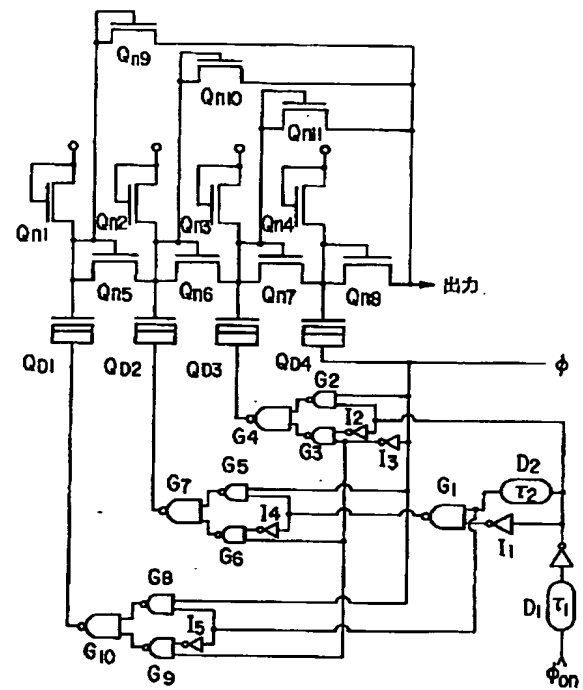 Qn9
Qn10
Qn11
Qn1
Qn2
Qn3
Qn4
Qn5
Qn6
Qn7
Qn8
出力
QD1
QD2
QD3
QD4
φ
G2
I2
G4
G3
I3
G7
G5
I4
G6
G1
D2
τ2
I1
G8
I5
G10
G9
D1
τ1
φon